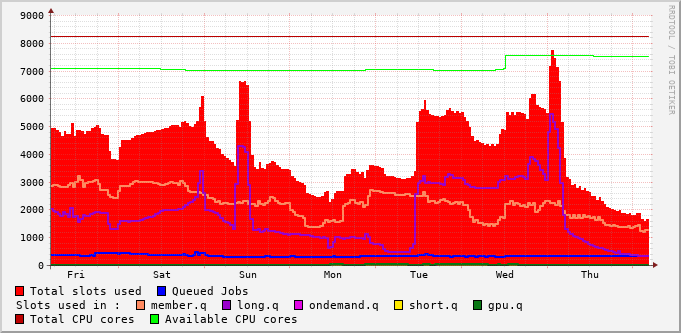 9000
8000
7000
6000
5000
4000
3000
2000
1000
0
Fri Sat Sun Mon Tue Wed Thu
RRDTOOL / TOBI OETIKER
Total slots used Queued Jobs
Slots used in : member.q long.q ondemand.q short.q gpu.q
Total CPU cores Available CPU cores